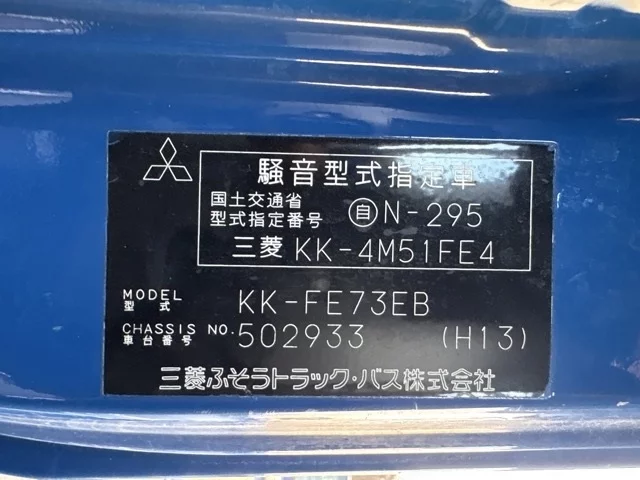 騒音型式指定車
国土交通省
型式指定番号 自N-295
三菱 KK-4M51FE4
MODEL
型式 KK-FE73EB
CHASSIS NO.
車台番号 502933 (H13)
三菱ふそうトラック・バス株式会社